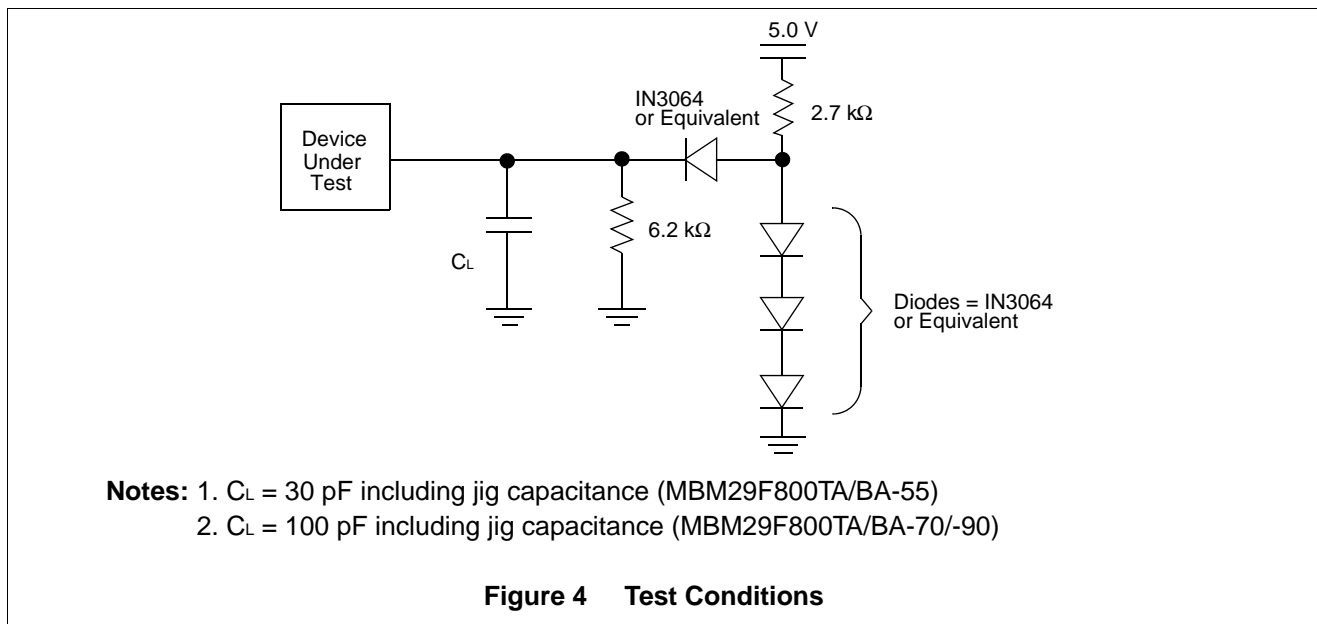 5.0 V
IN3064
or Equivalent
2.7 kΩ
Device
Under
Test
6.2 kΩ
CL
Diodes = IN3064
or Equivalent
Notes: 1. CL = 30 pF including jig capacitance (MBM29F800TA/BA-55)
2. CL = 100 pF including jig capacitance (MBM29F800TA/BA-70/-90)
Figure 4 Test Conditions